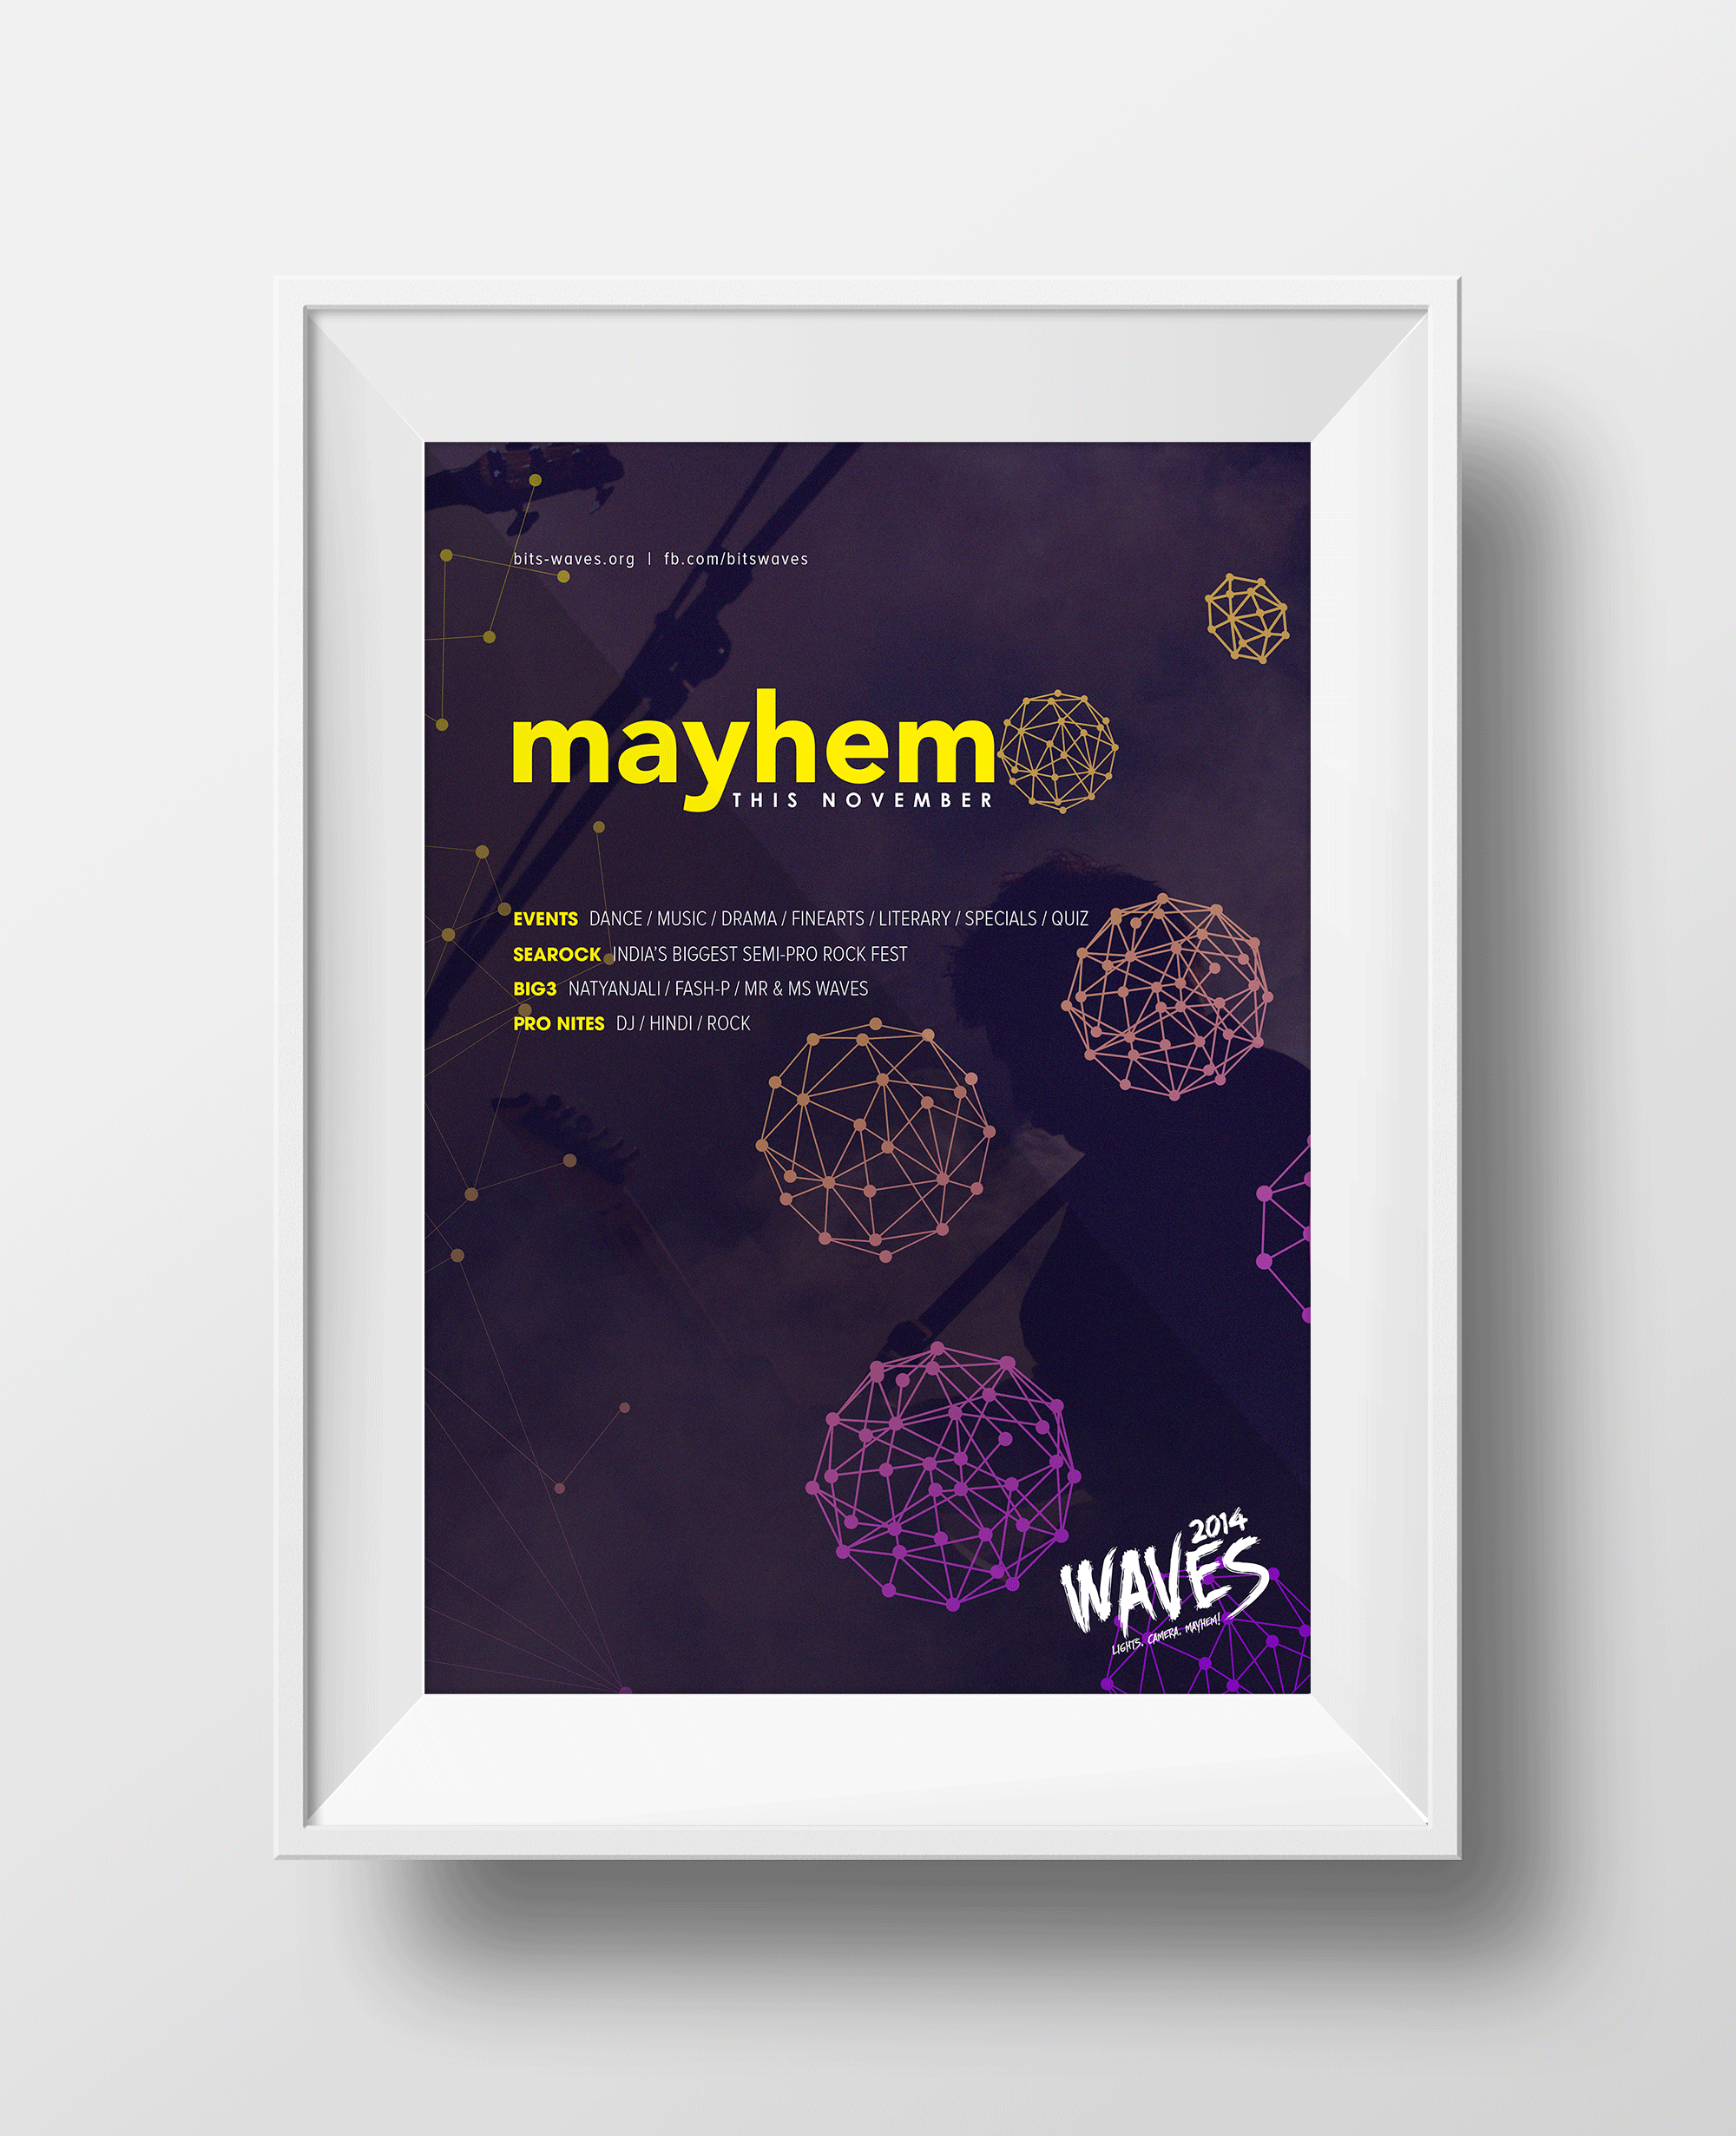 bits-waves.org | fb.com/bitswaves
mayhem
THIS NOVEMBER
EVENTS DANCE / MUSIC / DRAMA / FINEARTS / LITERARY / SPECIALS / QUIZ
SEAROCK INDIA'S BIGGEST SEMI-PRO ROCK FEST
BIG3 NATYANJALI / FASH-P / MR & MS WAVES
PRO NITES DJ / HINDI / ROCK
2014
WAVES
LIGHTS. CAMERA. MAYHEM!